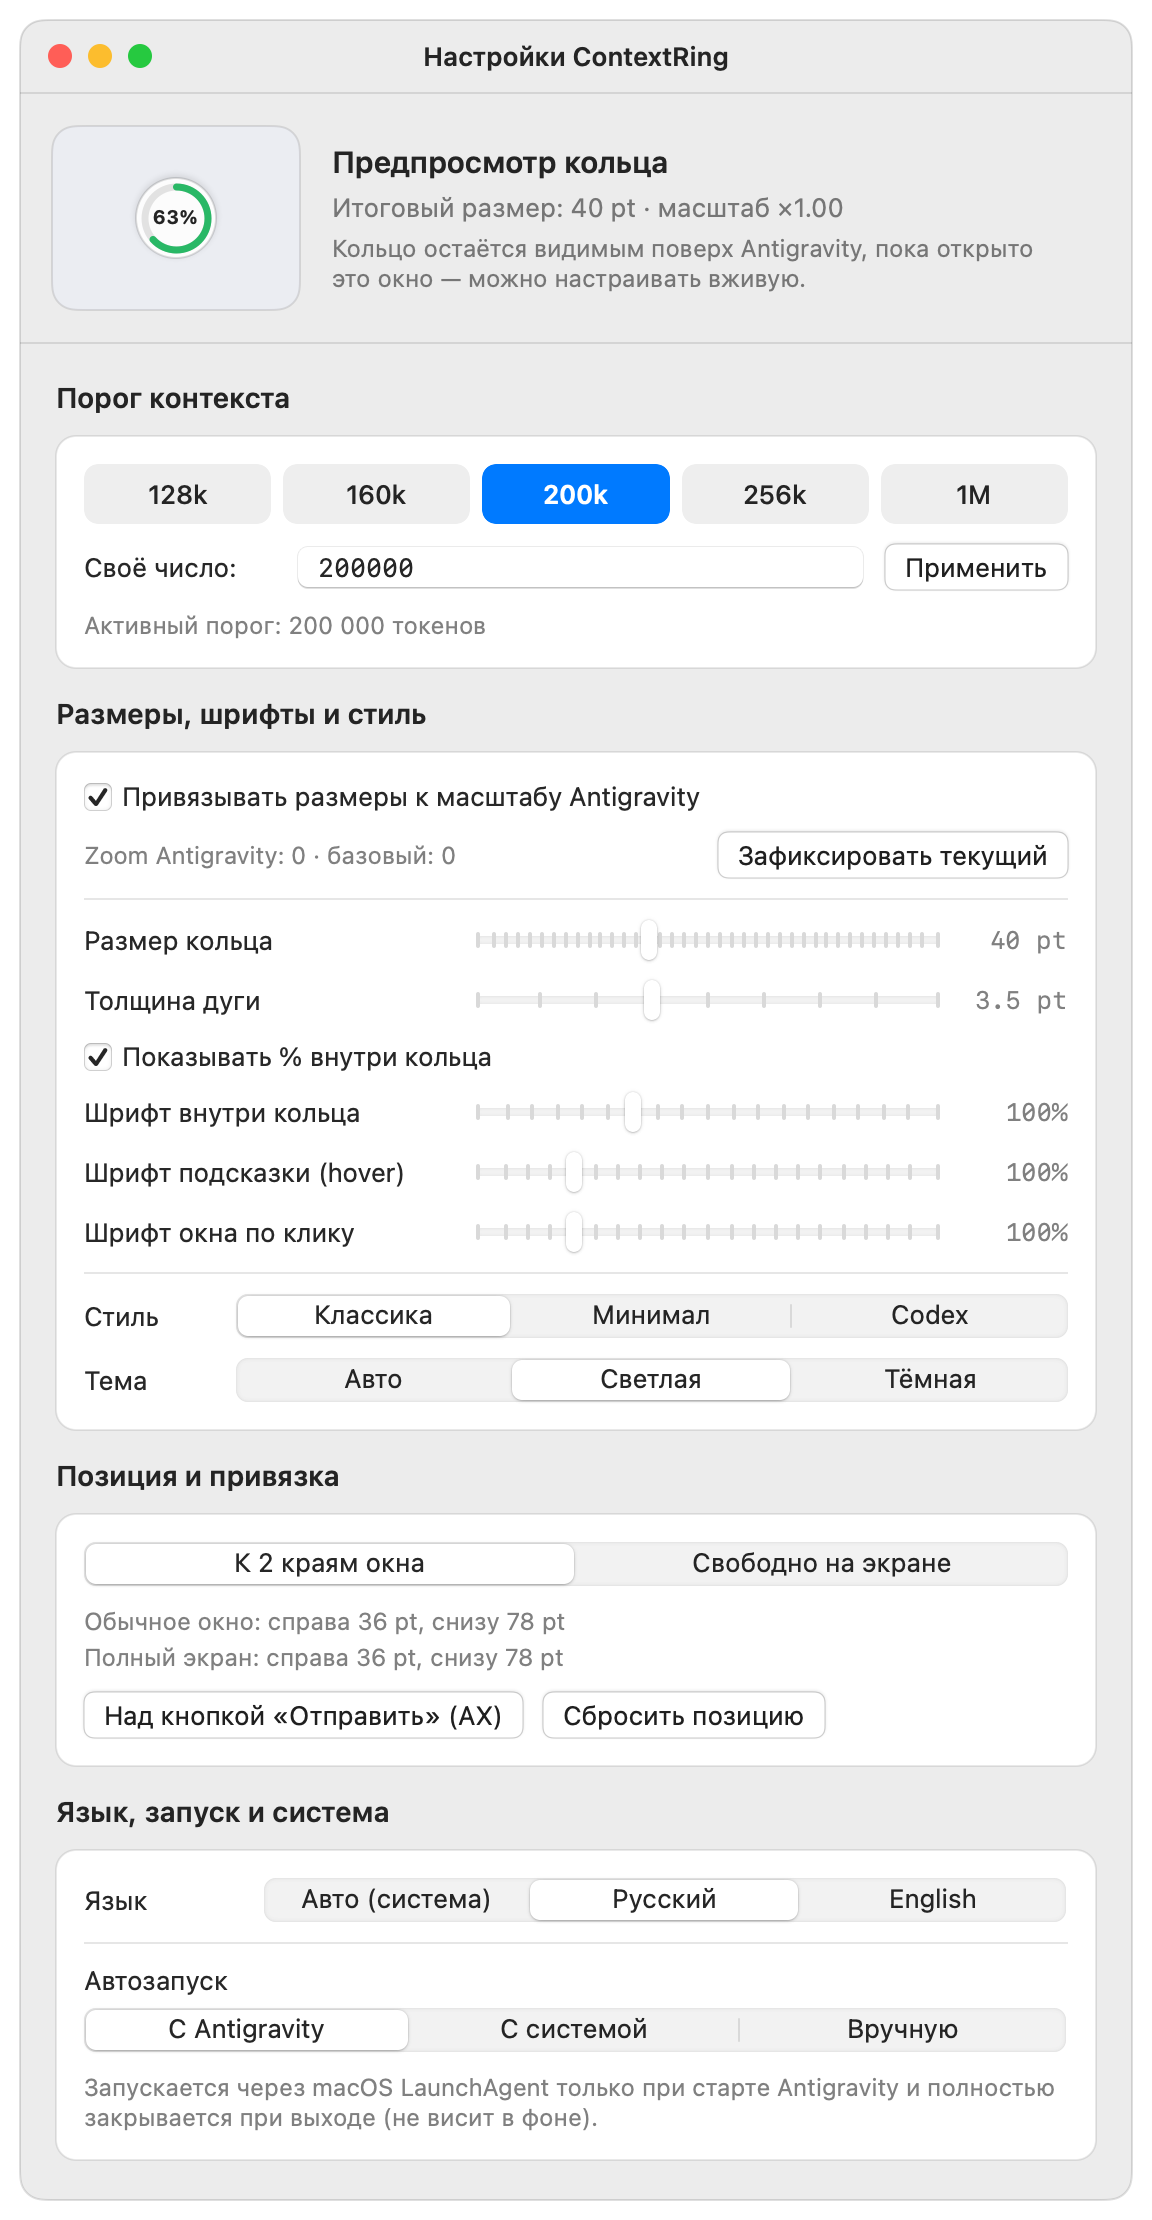 Настройки ContextRing
63%
Предпросмотр кольца
Итоговый размер: 40 pt · масштаб ×1.00
Кольцо остаётся видимым поверх Antigravity, пока открыто
это окно — можно настраивать вживую.
Порог контекста
128k 160k 200k 256k 1M
Своё число: 200000 Применить
Активный порог: 200 000 токенов
Размеры, шрифты и стиль
Привязывать размеры к масштабу Antigravity
Zoom Antigravity: 0 · базовый: 0 Зафиксировать текущий
Размер кольца 40 pt
Толщина дуги 3.5 pt
Показывать % внутри кольца
Шрифт внутри кольца 100%
Шрифт подсказки (hover) 100%
Шрифт окна по клику 100%
Стиль Классика Минимал Codex
Тема Авто Светлая Тёмная
Позиция и привязка
К 2 краям окна Свободно на экране
Обычное окно: справа 36 pt, снизу 78 pt
Полный экран: справа 36 pt, снизу 78 pt
Над кнопкой «Отправить» (AX) Сбросить позицию
Язык, запуск и система
Язык Авто (система) Русский English
Автозапуск
С Antigravity С системой Вручную
Запускается через macOS LaunchAgent только при старте Antigravity и полностью
закрывается при выходе (не висит в фоне).